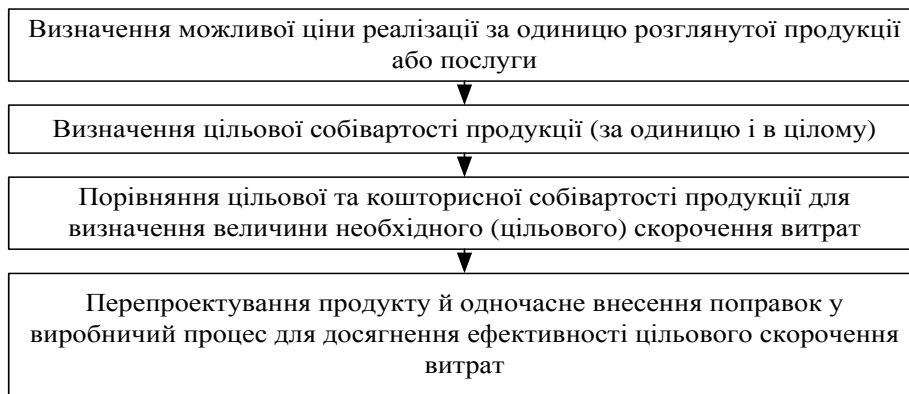 Визначення можливої ціни реалізації за одиницю розглянутої продукції
або послуги
Визначення цільової собівартості продукції (за одиницю і в цілому)
Порівняння цільової та кошторисної собівартості продукції для
визначення величини необхідного (цільового) скорочення витрат
Перепроектування продукту й одночасне внесення поправок у
виробничий процес для досягнення ефективності цільового скорочення
витрат